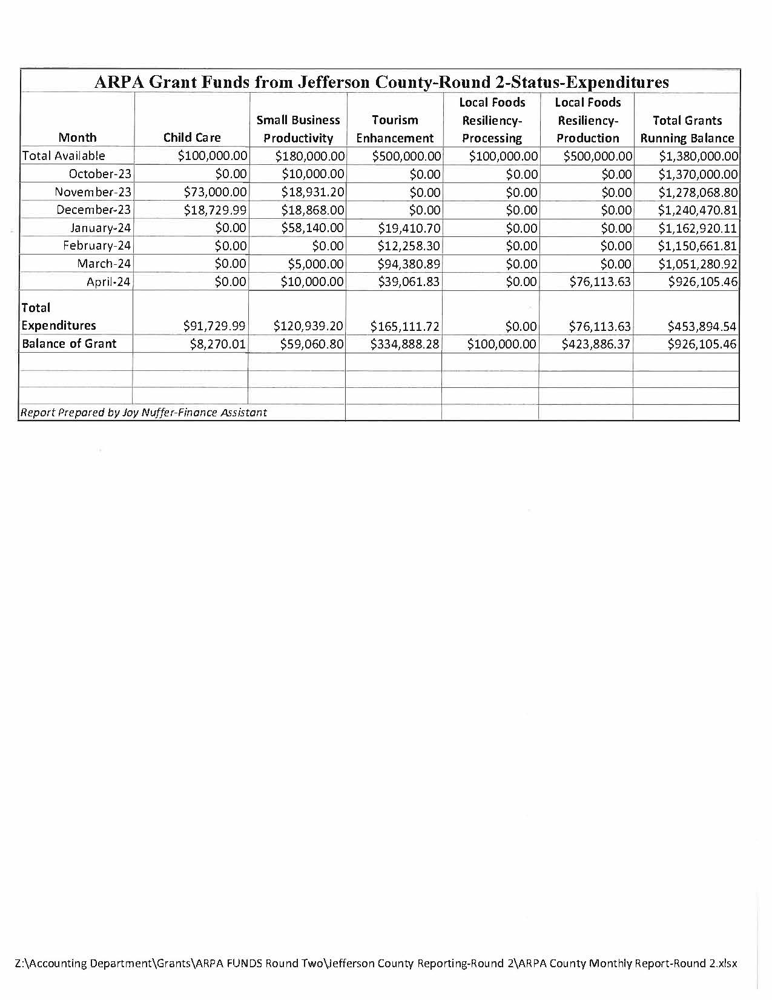 ARPA Grant Funds from Jefferson County-Round 2-Status-Expenditures
Local Foods Local Foods
Small Business Tourism Resiliency- Resiliency- Total Grants
Month Child Care Productivity Enhancement Processing Production Running Balance
Total Available $100,000.00 $180,000.00 $500,000.00 $100,000.00 $500,000.00 $1,380,000.00
October-23 $0.00 $10,000.00 $0.00 $0.00 $0.00 $1,370,000.00
November-23 $73,000.00 $18,931.20 $0.00 $0.00 $0.00 $1,278,068.80
December-23 $18,729.99 $18,868.00 $0.00 $0.00 $0.00 $1,240,470.81
January-24 $0.00 $58,140.00 $19,410.70 $0.00 $0.00 $1,162,920.11
February-24 $0.00 $0.00 $12,258.30 $0.00 $0.00 $1,150,661.81
March-24 $0.00 $5,000.00 $94,380.89 $0.00 $0.00 $1,051,280.92
April-24 $0.00 $10,000.00 $39,061.83 $0.00 $76,113.63 $926,105.46
Total
Expenditures $91,729.99 $120,939.20 $165,111.72 $0.00 $76,113.63 $453,894.54
Balance of Grant $8,270.01 $59,060.80 $334,888.28 $100,000.00 $423,886.37 $926,105.46
Report Prepared by Joy Nuffer-Finance Assistant
Z:\Accounting Department\Grants\ARPA FUNDS Round Two\Jefferson County Reporting-Round 2\ARPA County Monthly Report-Round 2.xlsx